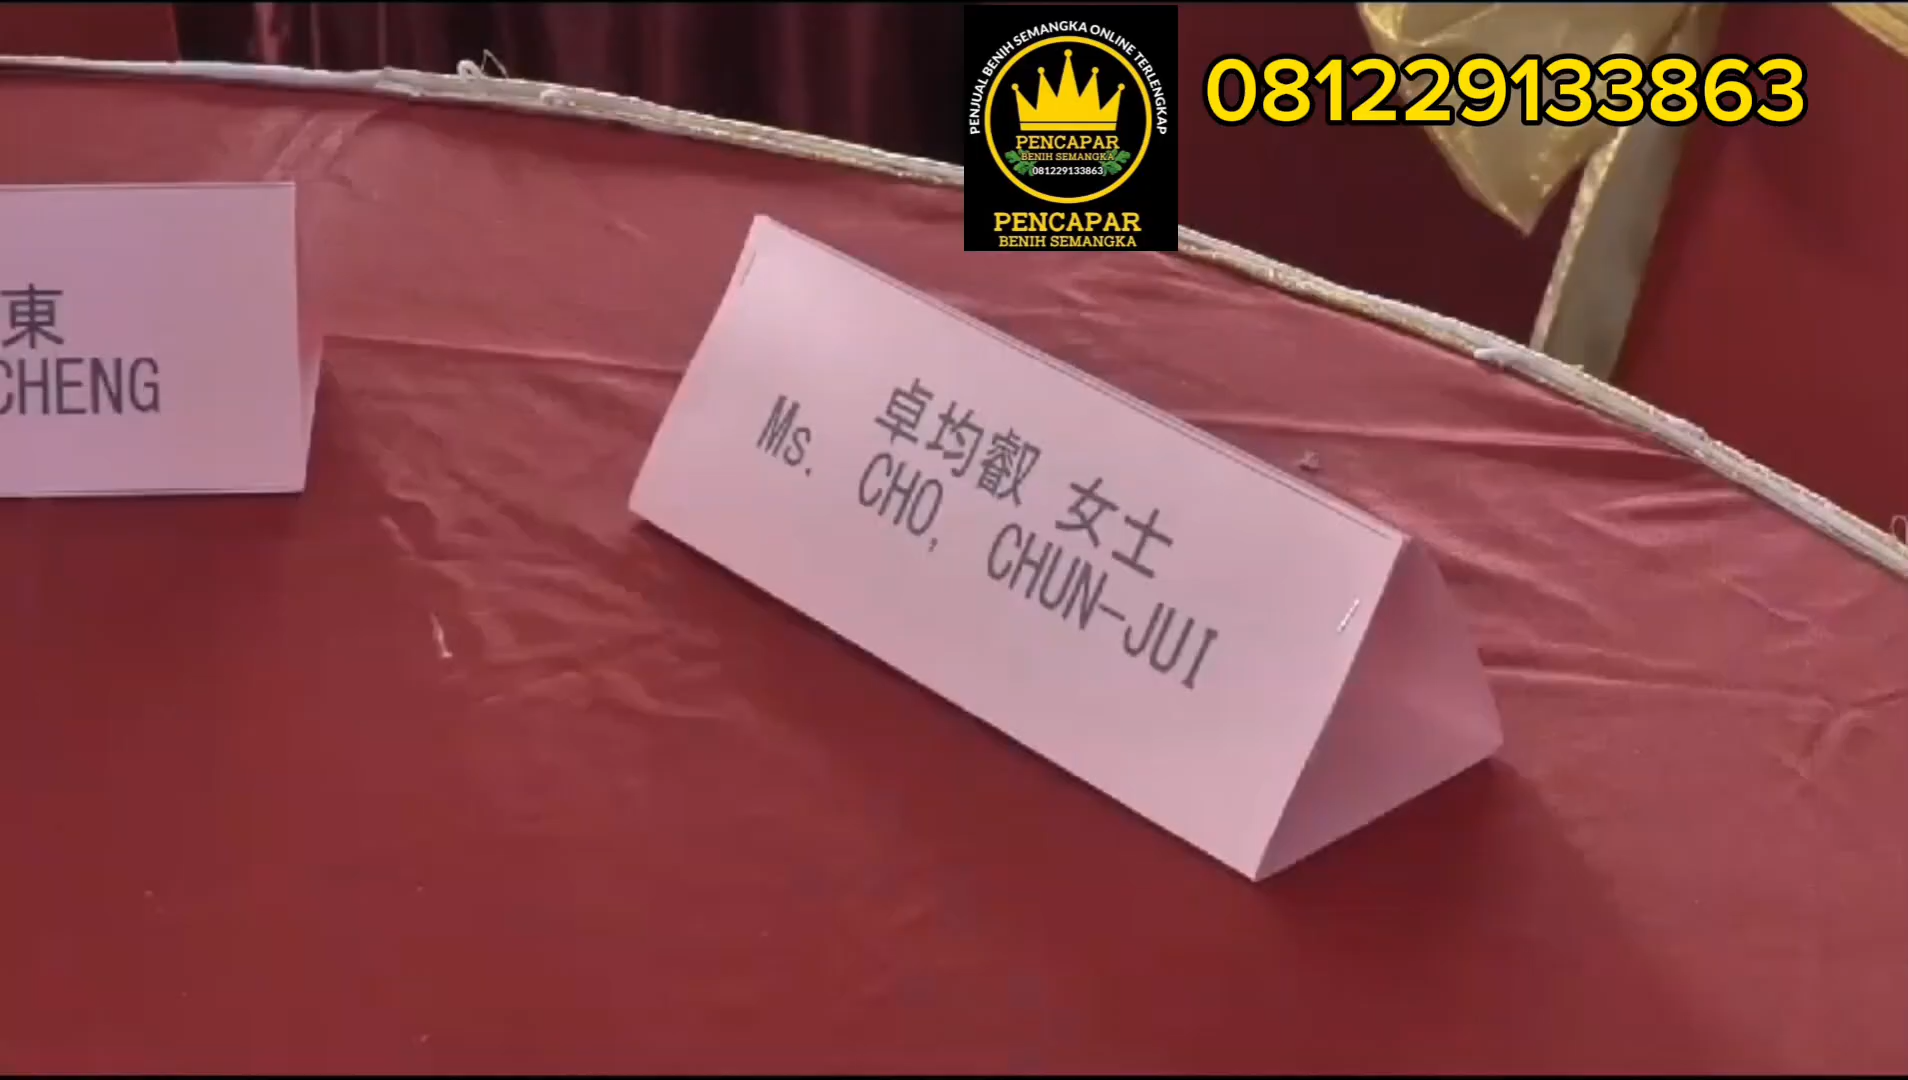 PENJUAL BENIH SEMANGKA ONLINE TERLENGKAP
PENCAPAR
BENIH SEMANGKA
081229133863
PENCAPAR
BENIH SEMANGKA
081229133863
東
CHENG
卓均叡 女士
Ms. CHO, CHUN-JUI